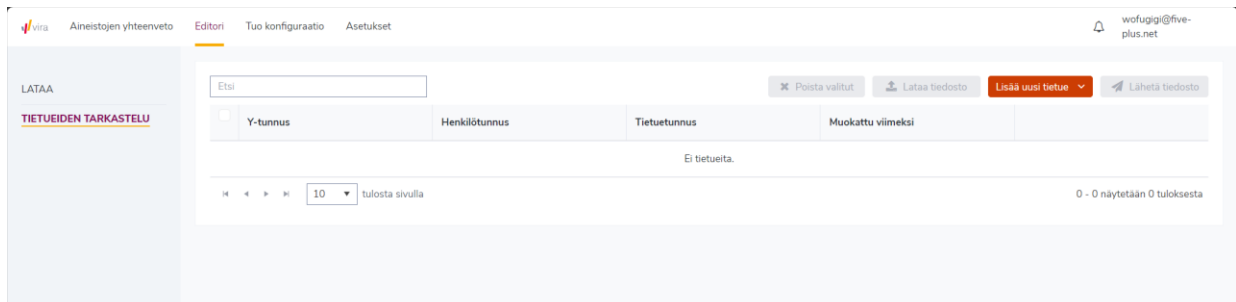 vira Aineistojen yhteenveto Editori Tuo konfiguraatio Asetukset wofugigi@five-
plus.net
LATAA
TIETUEIDEN TARKASTELU
Etsi Poista valitut Lataa tiedosto Lisää uusi tietue Lähetä tiedosto
Y-tunnus Henkilötunnus Tietuetunnus Muokattu viimeksi
Ei tietueita.
10 tulosta sivulla 0 - 0 näytetään 0 tuloksesta